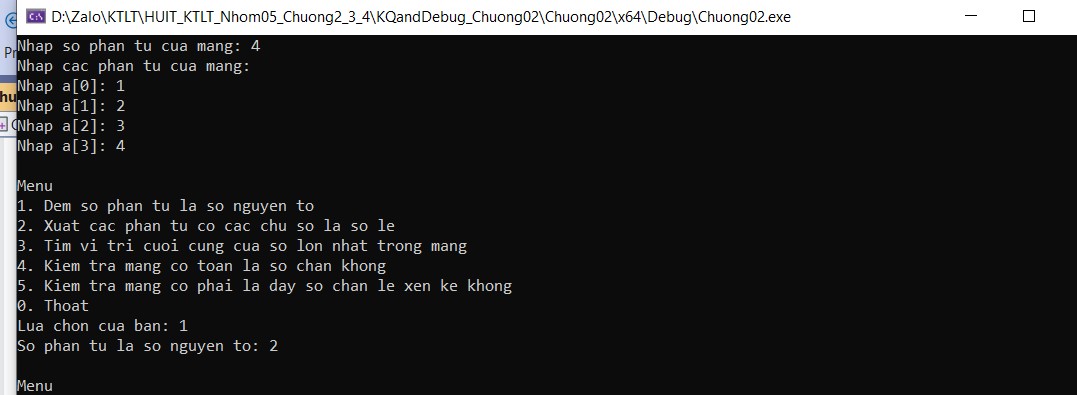 D:\Zalo\KTLT\HUIT_KTLT_Nhom05_Chuong2_3_4\KQandDebug_Chuong02\Chuong02\x64\Debug\Chuong02.exe
Nhap so phan tu cua mang: 4
Nhap cac phan tu cua mang:
Nhap a[0]: 1
Nhap a[1]: 2
Nhap a[2]: 3
Nhap a[3]: 4
Menu
1. Dem so phan tu la so nguyen to
2. Xuat cac phan tu co cac chu so la so le
3. Tim vi tri cuoi cung cua so lon nhat trong mang
4. Kiem tra mang co toan la so chan khong
5. Kiem tra mang co phai la day so chan le xen ke khong
0. Thoat
Lua chon cua ban: 1
So phan tu la so nguyen to: 2
Menu